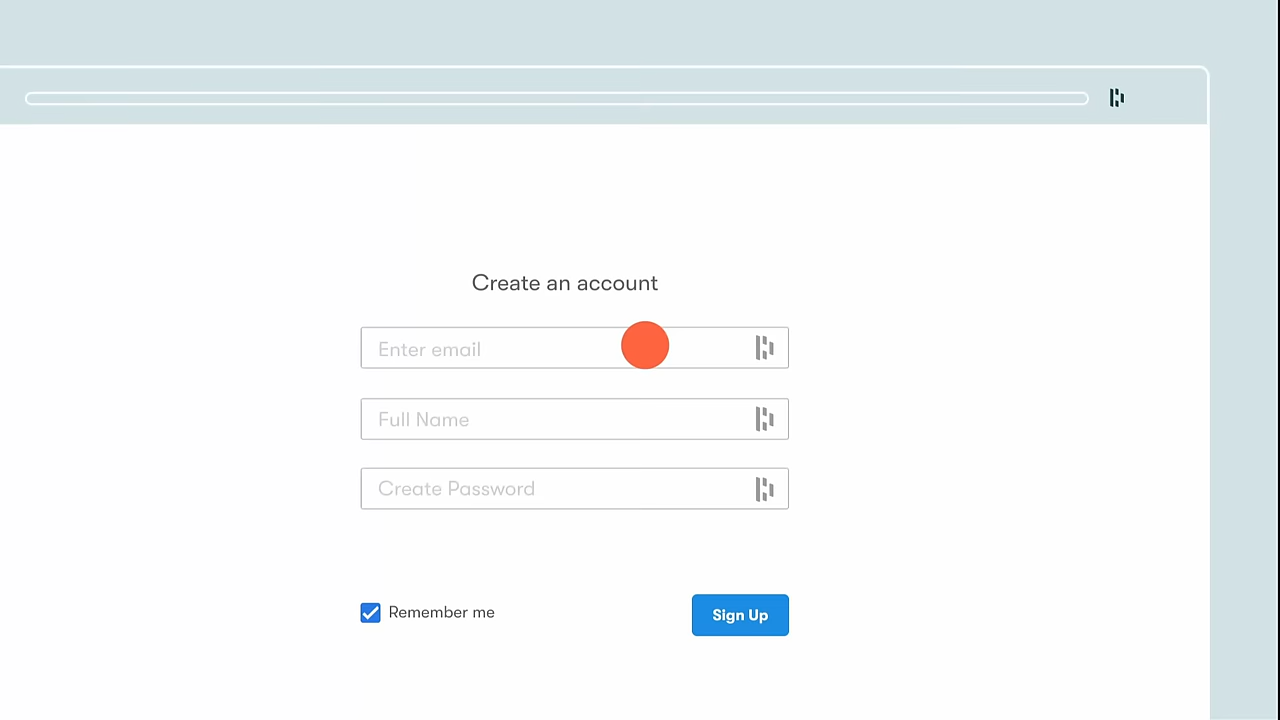 Create an account
Enter email
Full Name
Create Password
Remember me
Sign Up